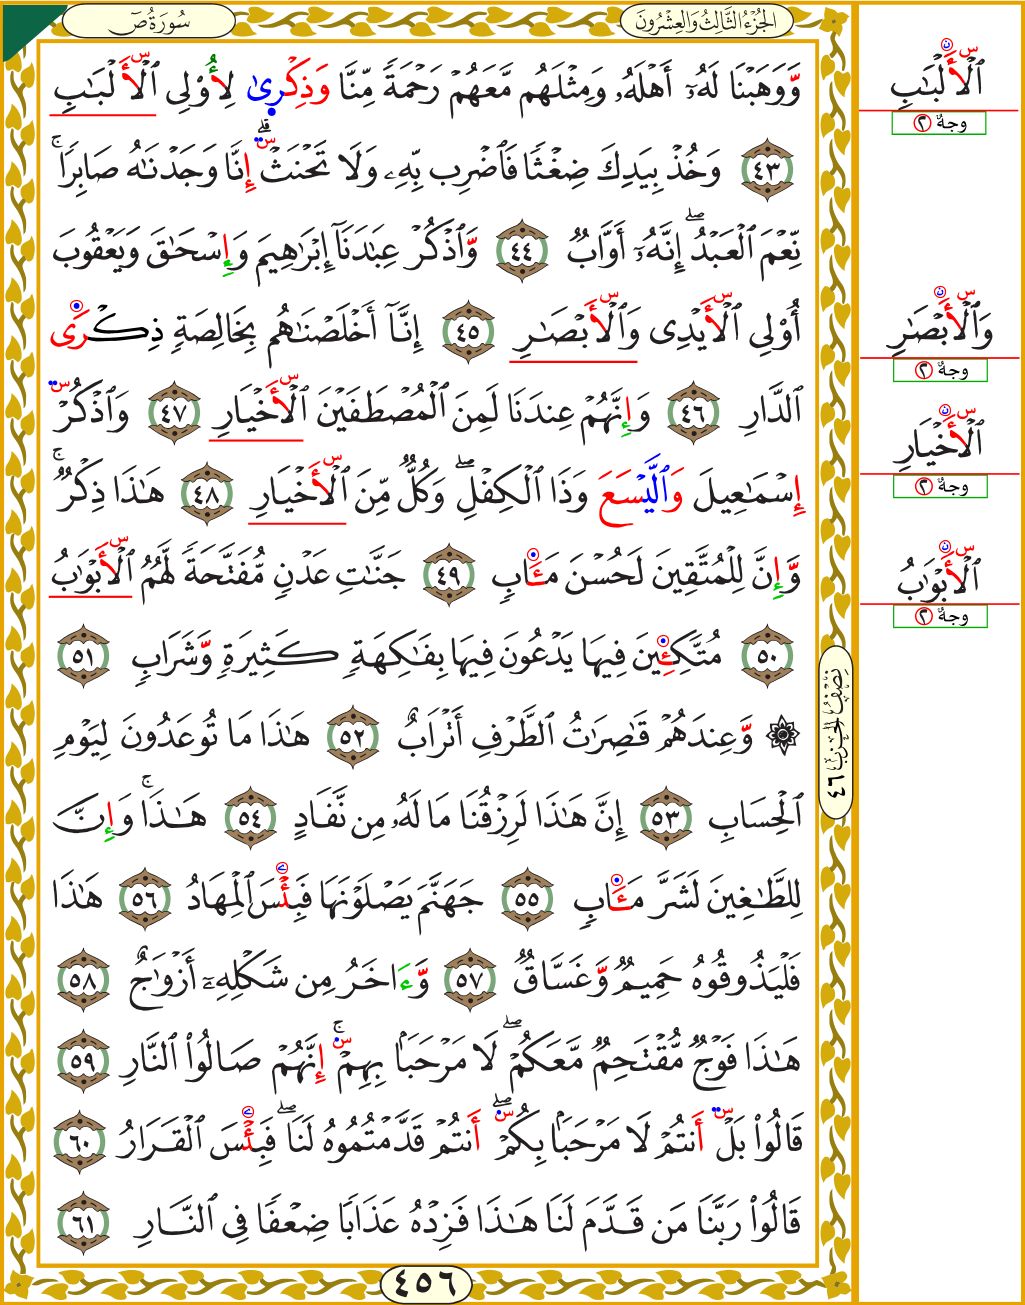 سُورَةُ صٓ
الجُزْءُ الثَّالِثُ وَالعِشْرُونَ
وَّوَهَبْنَا لَهُۥٓ أَهْلَهُۥ وَمِثْلَهُم مَّعَهُمْ رَحْمَةً مِّنَّا وَذِكْرِىٰ لِأُوْلِى ٱلْأَلْبَٰبِ
٤٣ وَخُذْ بِيَدِكَ ضِغْثًا فَٱضْرِب بِّهِۦ وَلَا تَحْنَثْ إِنَّا وَجَدْنَٰهُ صَابِرًا
نِّعْمَ ٱلْعَبْدُ إِنَّهُۥٓ أَوَّابٌ ٤٤ وَّٱذْكُرْ عِبَٰدَنَآ إِبْرَٰهِيمَ وَإِسْحَٰقَ وَيَعْقُوبَ
أُوْلِى ٱلْأَيْدِى وَٱلْأَبْصَٰرِ ٤٥ إِنَّآ أَخْلَصْنَٰهُم بِخَالِصَةٍ ذِكْرَى
ٱلدَّارِ ٤٦ وَإِنَّهُمْ عِندَنَا لَمِنَ ٱلْمُصْطَفَيْنَ ٱلْأَخْيَارِ ٤٧ وَٱذْكُرْ
إِسْمَٰعِيلَ وَٱلَّيْسَعَ وَذَا ٱلْكِفْلِ وَكُلٌّ مِّنَ ٱلْأَخْيَارِ ٤٨ هَٰذَا ذِكْرٌ
وَّإِنَّ لِلْمُتَّقِينَ لَحُسْنَ مَـَٔابٍ ٤٩ جَنَّٰتِ عَدْنٍ مُّفَتَّحَةً لَّهُمُ ٱلْأَبْوَٰبُ
٥٠ مُتَّكِـِٔينَ فِيهَا يَدْعُونَ فِيهَا بِفَٰكِهَةٍ كَثِيرَةٍ وَّشَرَابٍ ٥١
۞ وَّعِندَهُمْ قَٰصِرَٰتُ ٱلطَّرْفِ أَتْرَابٌ ٥٢ هَٰذَا مَا تُوعَدُونَ لِيَوْمِ
ٱلْحِسَابِ ٥٣ إِنَّ هَٰذَا لَرِزْقُنَا مَا لَهُۥ مِن نَّفَادٍ ٥٤ هَٰذَا وَإِنَّ
لِلطَّٰغِينَ لَشَرَّ مَـَٔابٍ ٥٥ جَهَنَّمَ يَصْلَوْنَهَا فَبِئْسَ ٱلْمِهَادُ ٥٦ هَٰذَا
فَلْيَذُوقُوهُ حَمِيمٌ وَّغَسَّاقٌ ٥٧ وَّءَاخَرُ مِن شَكْلِهِۦٓ أَزْوَٰجٌ ٥٨
هَٰذَا فَوْجٌ مُّقْتَحِمٌ مَّعَكُمْ لَا مَرْحَبًۢا بِهِمْ إِنَّهُمْ صَالُواْ ٱلنَّارِ ٥٩
قَالُواْ بَلْ أَنتُمْ لَا مَرْحَبًۢا بِكُمْ أَنتُمْ قَدَّمْتُمُوهُ لَنَا فَبِئْسَ ٱلْقَرَارُ ٦٠
قَالُواْ رَبَّنَا مَن قَدَّمَ لَنَا هَٰذَا فَزِدْهُ عَذَابًا ضِعْفًا فِى ٱلنَّارِ ٦١
٤٥٦
نِصْفُ الحِزْب ٤٦
ٱلْأَلْبَٰبِ
وجهٌ ٢
وَٱلْأَبْصَٰرِ
وجهٌ ٢
ٱلْأَخْيَارِ
وجهٌ ٢
ٱلْأَبْوَٰبُ
وجهٌ ٢